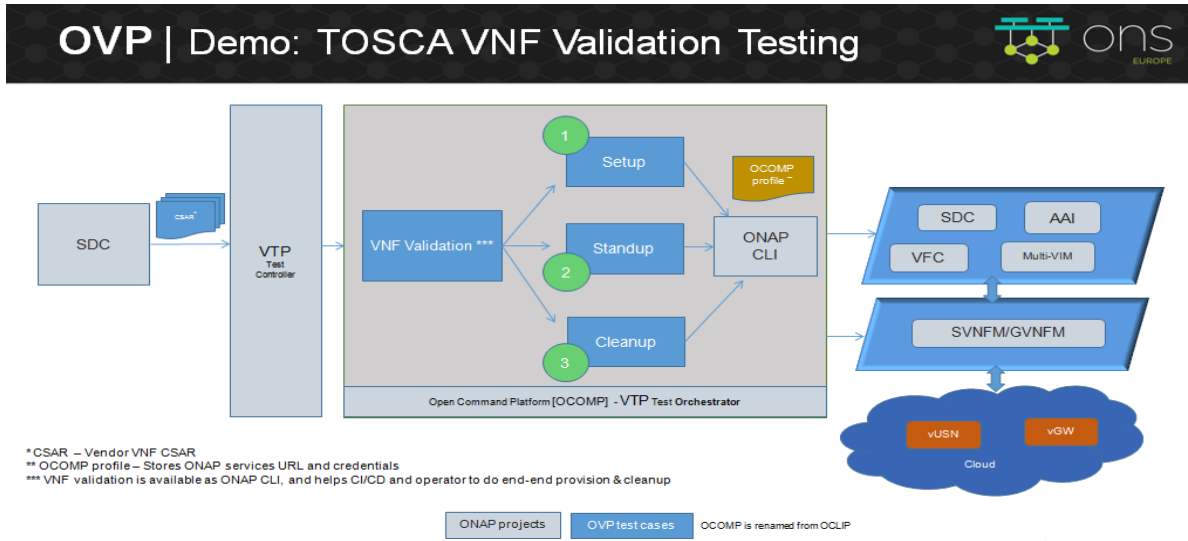 OVP | Demo: TOSCA VNF Validation Testing
ons
EUROPE
SDC
CSAR*
VTP
Test
Controller
VNF Validation ***
1
Setup
2
Standup
3
Cleanup
OCOMP
profile **
ONAP
CLI
Open Command Platform [OCOMP] - VTP Test Orchestrator
SDC
AAI
VFC
Multi-VIM
SVNFM/GVNFM
vUSN
vGW
Cloud
* CSAR – Vendor VNF CSAR
** OCOMP profile – Stores ONAP services URL and credentials
*** VNF validation is available as ONAP CLI, and helps CI/CD and operator to do end-end provision & cleanup
ONAP projects
OVP test cases
OCOMP is renamed from OCLIP